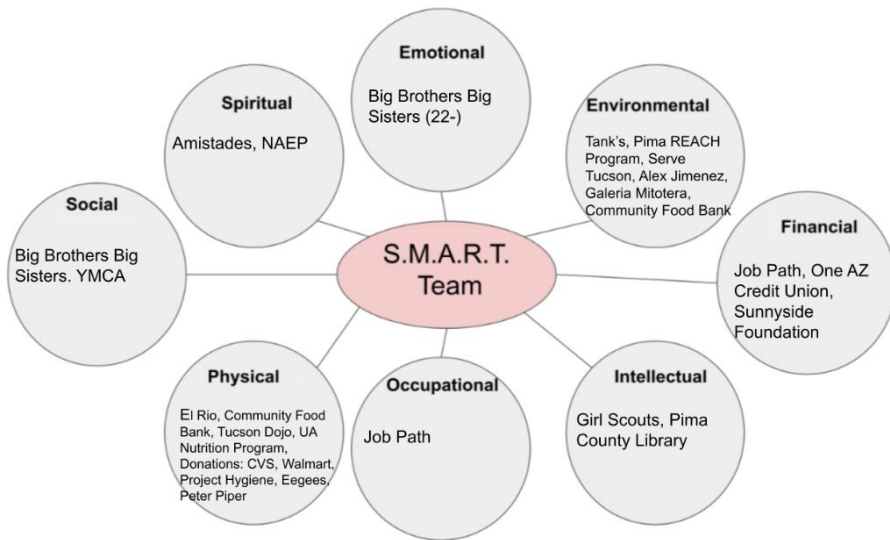 Emotional
Big Brothers Big
Sisters (22-)
Spiritual
Amistades, NAEP
Environmental
Tank's, Pima REACH
Program, Serve
Tucson, Alex Jimenez,
Galeria Mitotera,
Community Food Bank
Social
Big Brothers Big
Sisters. YMCA
S.M.A.R.T.
Team
Financial
Job Path, One AZ
Credit Union,
Sunnyside
Foundation
Physical
El Rio, Community Food
Bank, Tucson Dojo, UA
Nutrition Program,
Donations: CVS, Walmart,
Project Hygiene, Eegees,
Peter Piper
Occupational
Job Path
Intellectual
Girl Scouts, Pima
County Library